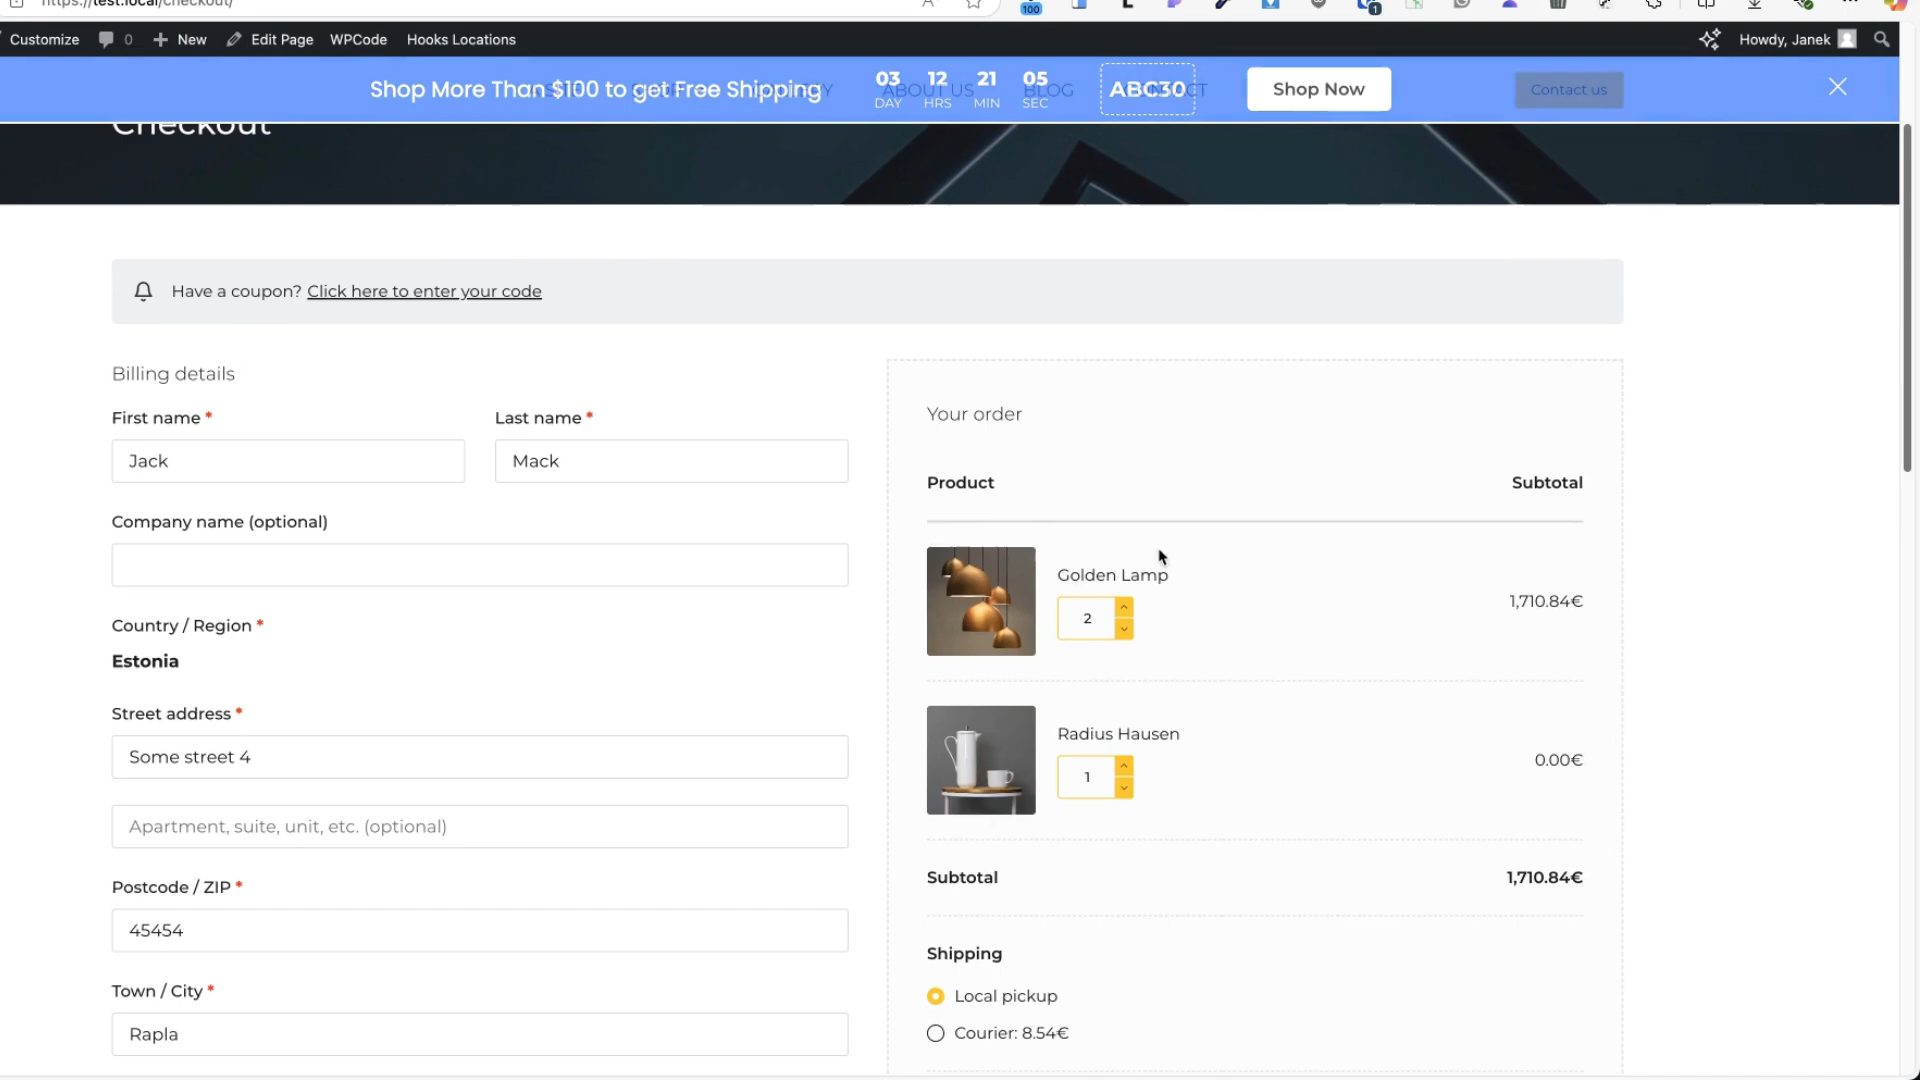 https://test.local/checkout/
100
1
Customize 0 New Edit Page WPCode Hooks Locations Howdy, Janek
Shop More Than $100 to get Free Shipping 03 DAY 12 HRS 21 MIN 05 SEC ABC30 Shop Now Contact us
ABOUT US BLOG
Checkout
Have a coupon? Click here to enter your code
Billing details
First name * Last name *
Jack Mack
Company name (optional)
Country / Region *
Estonia
Street address *
Some street 4
Apartment, suite, unit, etc. (optional)
Postcode / ZIP *
45454
Town / City *
Rapla
Your order
Product Subtotal
Golden Lamp
2
1,710.84€
Radius Hausen
1
0.00€
Subtotal 1,710.84€
Shipping
Local pickup
Courier: 8.54€